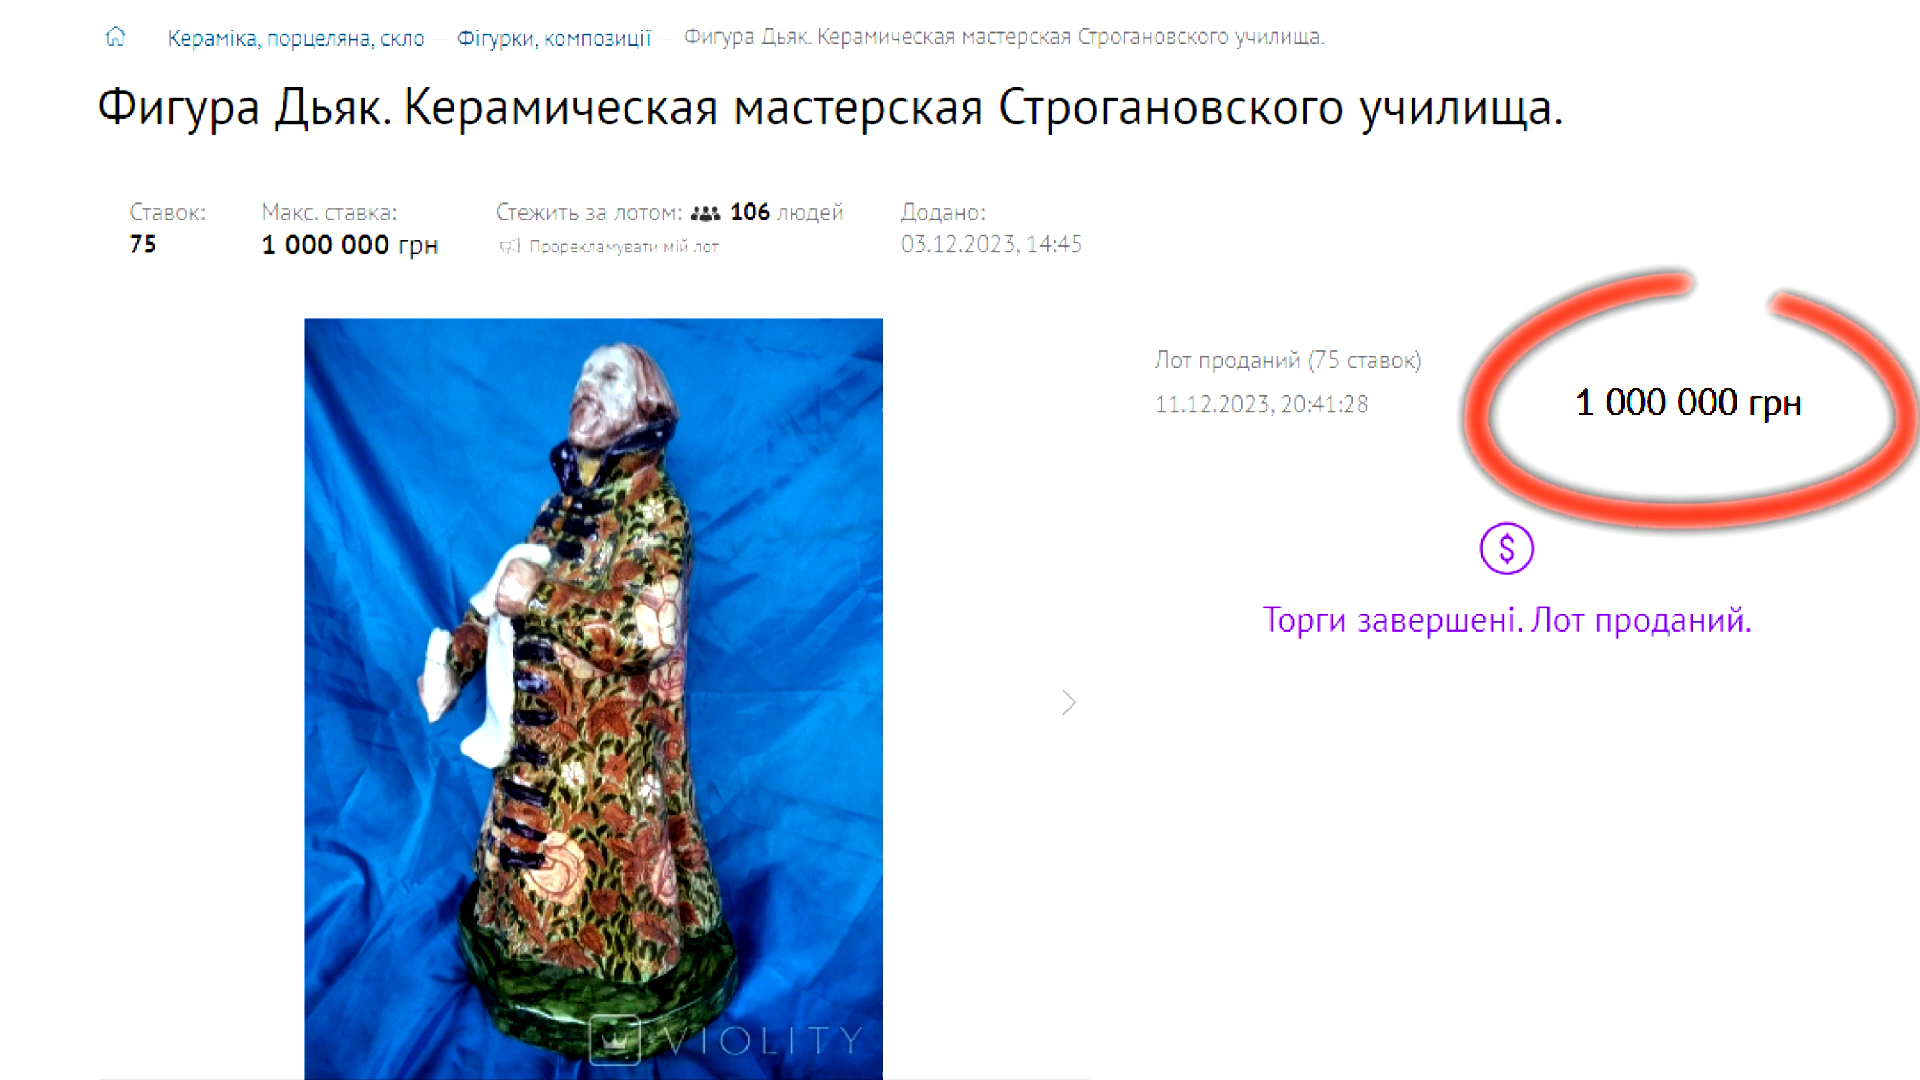 Кераміка, порцеляна, скло — Фігурки, композиції — Фигура Дьяк. Керамическая мастерская Строгановского училища.
Фигура Дьяк. Керамическая мастерская Строгановского училища.
Ставок: Макс. ставка: Стежить за лотом: 106 людей Додано:
75 1 000 000 грн Прорекламувати мій лот 03.12.2023, 14:45
Лот проданий (75 ставок)
11.12.2023, 20:41:28
1 000 000 грн
$
Торги завершені. Лот проданий.
VIOLITY